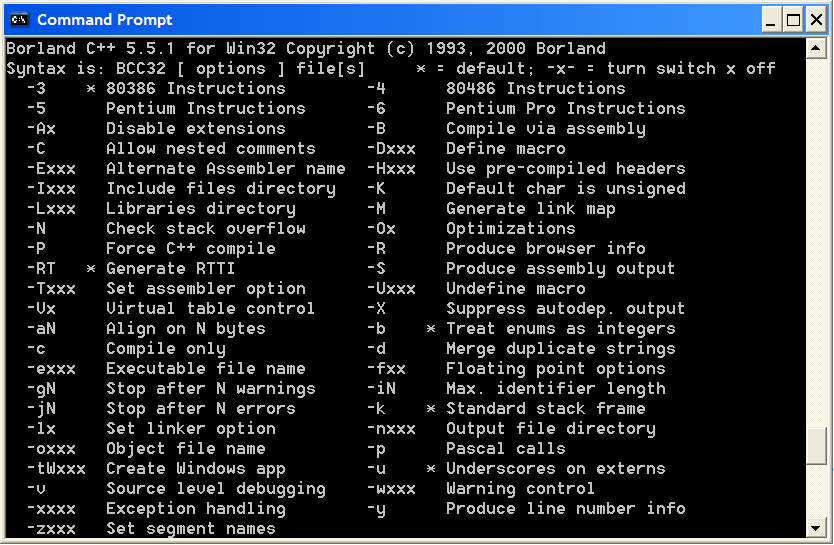 Command Prompt
Borland C++ 5.5.1 for Win32 Copyright (c) 1993, 2000 Borland
Syntax is: BCC32 [ options ] file[s]     * = default; -x- = turn switch x off
  -3    * 80386 Instructions        -4      80486 Instructions
  -5      Pentium Instructions      -6      Pentium Pro Instructions
  -Ax     Disable extensions        -B      Compile via assembly
  -C      Allow nested comments     -Dxxx   Define macro
  -Exxx   Alternate Assembler name  -Hxxx   Use pre-compiled headers
  -Ixxx   Include files directory   -K      Default char is unsigned
  -Lxxx   Libraries directory       -M      Generate link map
  -N      Check stack overflow      -Ox     Optimizations
  -P      Force C++ compile         -R      Produce browser info
  -RT   * Generate RTTI             -S      Produce assembly output
  -Txxx   Set assembler option      -Uxxx   Undefine macro
  -Vx     Virtual table control     -X      Suppress autodep. output
  -aN     Align on N bytes          -b    * Treat enums as integers
  -c      Compile only              -d      Merge duplicate strings
  -exxx   Executable file name      -fxx    Floating point options
  -gN     Stop after N warnings     -iN     Max. identifier length
  -jN     Stop after N errors       -k    * Standard stack frame
  -lx     Set linker option         -nxxx   Output file directory
  -oxxx   Object file name          -p      Pascal calls
  -tWxxx  Create Windows app        -u    * Underscores on externs
  -v      Source level debugging    -wxxx   Warning control
  -xxxx   Exception handling        -y      Produce line number info
  -zxxx   Set segment names